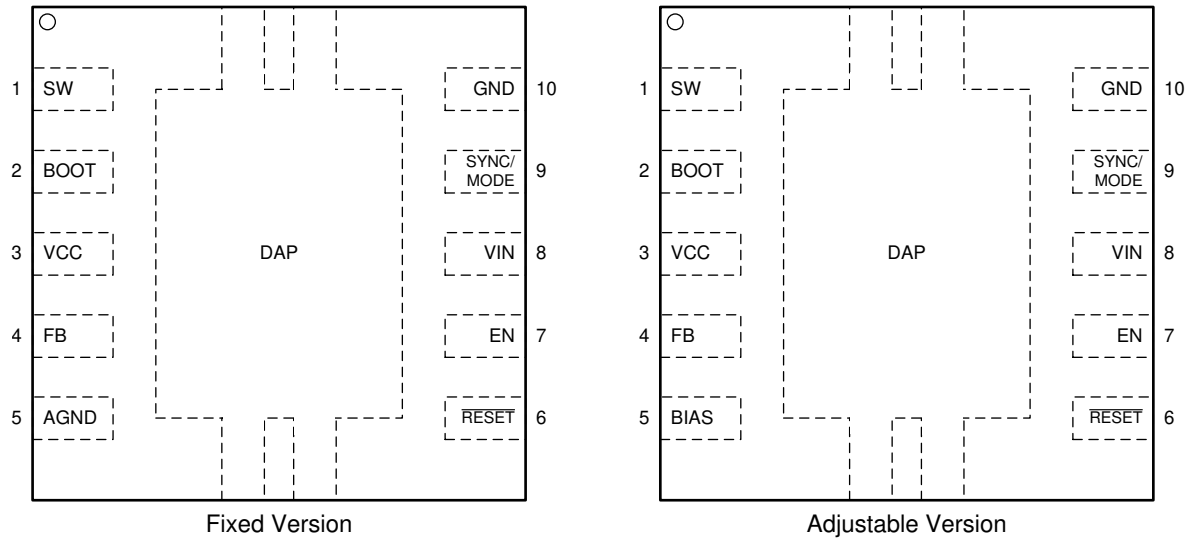 1 SW GND 10
2 BOOT SYNC/
MODE 9
3 VCC DAP VIN 8
4 FB EN 7
5 AGND RESET 6
Fixed Version
1 SW GND 10
2 BOOT SYNC/
MODE 9
3 VCC DAP VIN 8
4 FB EN 7
5 BIAS RESET 6
Adjustable Version